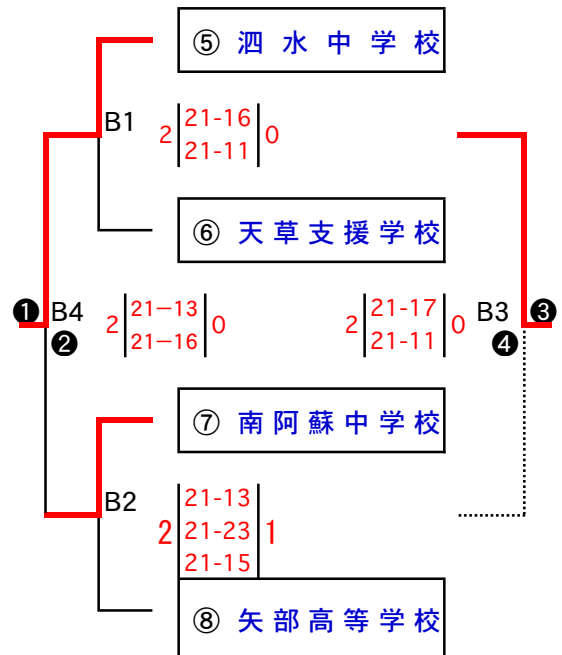 ⑤ 泗水中学校
B1
2 21-16 0
21-11
⑥ 天草支援学校
❶ B4 2 21−13 0
❷ 21−16
2 21-17 0 B3 ❸
21-11 ❹
⑦ 南阿蘇中学校
B2
21-13
2 21-23 1
21-15
⑧ 矢部高等学校